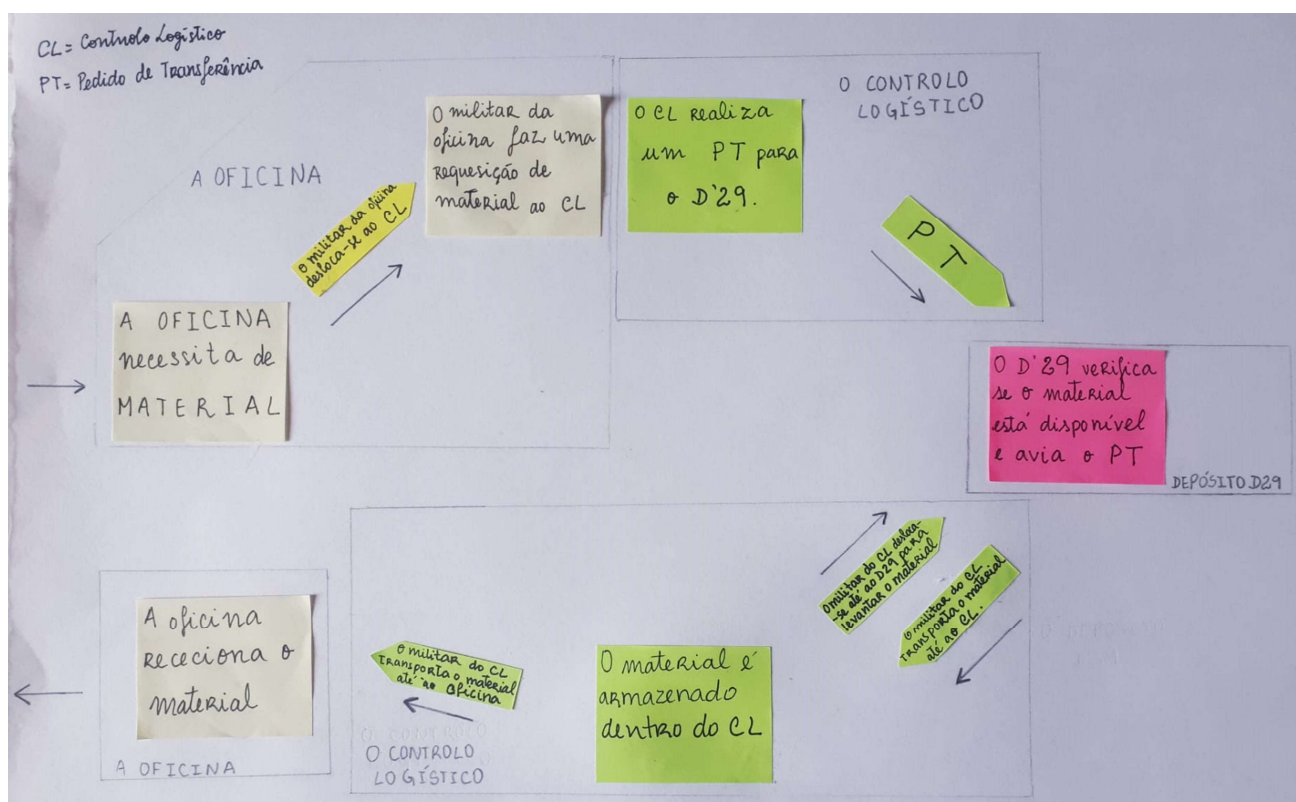 CL = Controlo Logístico
PT = Pedido de Transferência
A OFICINA
A OFICINA
necessita de
MATERIAL
O militar da oficina
desloca-se ao CL
O militar da
oficina faz uma
requesição de
material ao CL
O CONTROLO
LOGÍSTICO
O CL realiza
um PT para
o D'29.
PT
O D'29 verifica
se o material
está disponível
e avia o PT
DEPÓSITO D29
O militar do CL desloca-
-se até ao D29 para
levantar o material
O militar do CL
transporta o material
até ao CL.
O material é
armazenado
dentro do CL
O militar do CL
transporta o material
até ao Oficina
O CONTROLO
LOGÍSTICO
A oficina
receciona o
material
A OFICINA